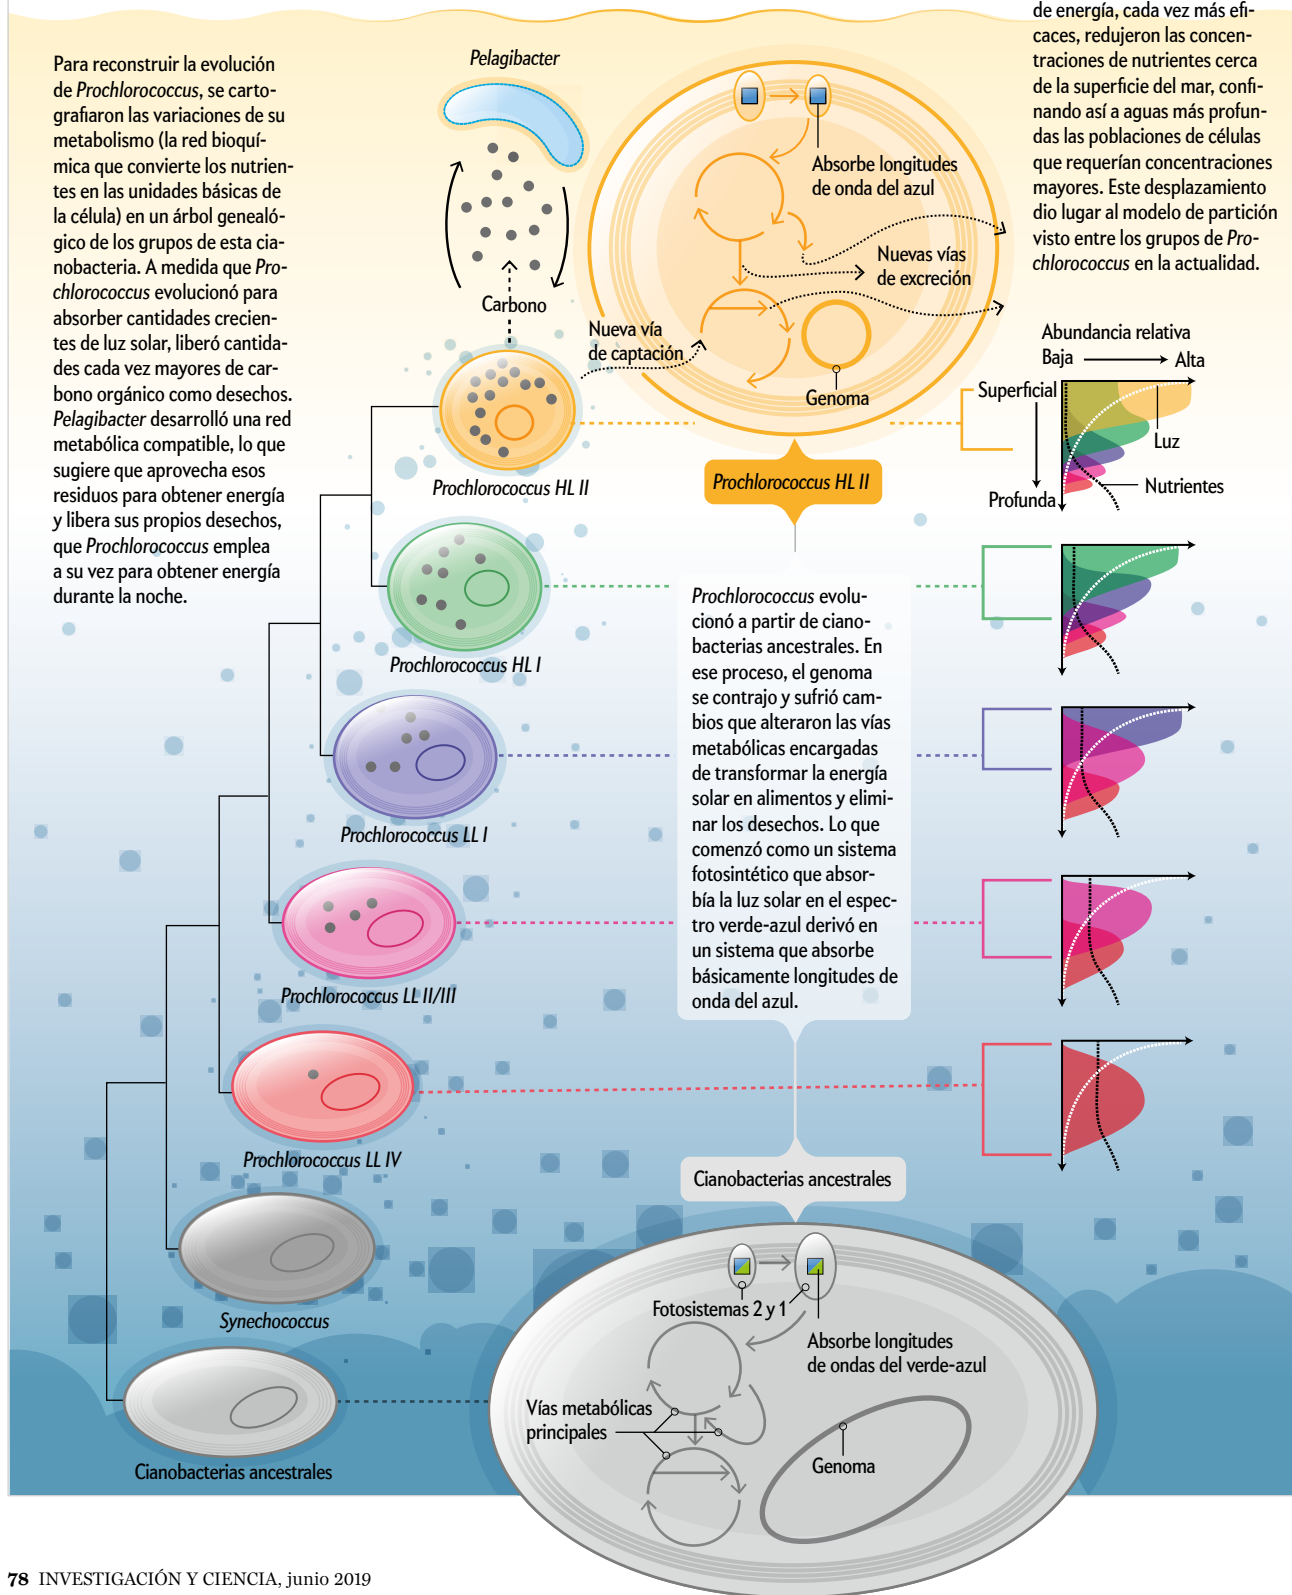 Para reconstruir la evolución
de Prochlorococcus, se carto-
grafiaron las variaciones de su
metabolismo (la red bioquí-
mica que convierte los nutrien-
tes en las unidades básicas de
la célula) en un árbol genealó-
gico de los grupos de esta cia-
nobacteria. A medida que Pro-
chlorococcus evolucionó para
absorber cantidades crecien-
tes de luz solar, liberó cantida-
des cada vez mayores de car-
bono orgánico como desechos.
Pelagibacter desarrolló una red
metabólica compatible, lo que
sugiere que aprovecha esos
residuos para obtener energía
y libera sus propios desechos,
que Prochlorococcus emplea
a su vez para obtener energía
durante la noche.
Pelagibacter
Carbono
Nueva vía
de captación
Absorbe longitudes
de onda del azul
Nuevas vías
de excreción
Genoma
Prochlorococcus HL II
de energía, cada vez más efi-
caces, redujeron las concen-
traciones de nutrientes cerca
de la superficie del mar, confi-
nando así a aguas más profun-
das las poblaciones de células
que requerían concentraciones
mayores. Este desplazamiento
dio lugar al modelo de partición
visto entre los grupos de Pro-
chlorococcus en la actualidad.
Abundancia relativa
Baja
Alta
Superficial
Profunda
Luz
Nutrientes
Prochlorococcus HL II
Prochlorococcus HL I
Prochlorococcus LL I
Prochlorococcus LL II/III
Prochlorococcus LL IV
Synechococcus
Cianobacterias ancestrales
Prochlorococcus evolu-
cionó a partir de ciano-
bacterias ancestrales. En
ese proceso, el genoma
se contrajo y sufrió cam-
bios que alteraron las vías
metabólicas encargadas
de transformar la energía
solar en alimentos y elimi-
nar los desechos. Lo que
comenzó como un sistema
fotosintético que absor-
bía la luz solar en el espec-
tro verde-azul derivó en
un sistema que absorbe
básicamente longitudes de
onda del azul.
Cianobacterias ancestrales
Fotosistemas 2 y 1
Absorbe longitudes
de ondas del verde-azul
Vías metabólicas
principales
Genoma
78 INVESTIGACIÓN Y CIENCIA, junio 2019